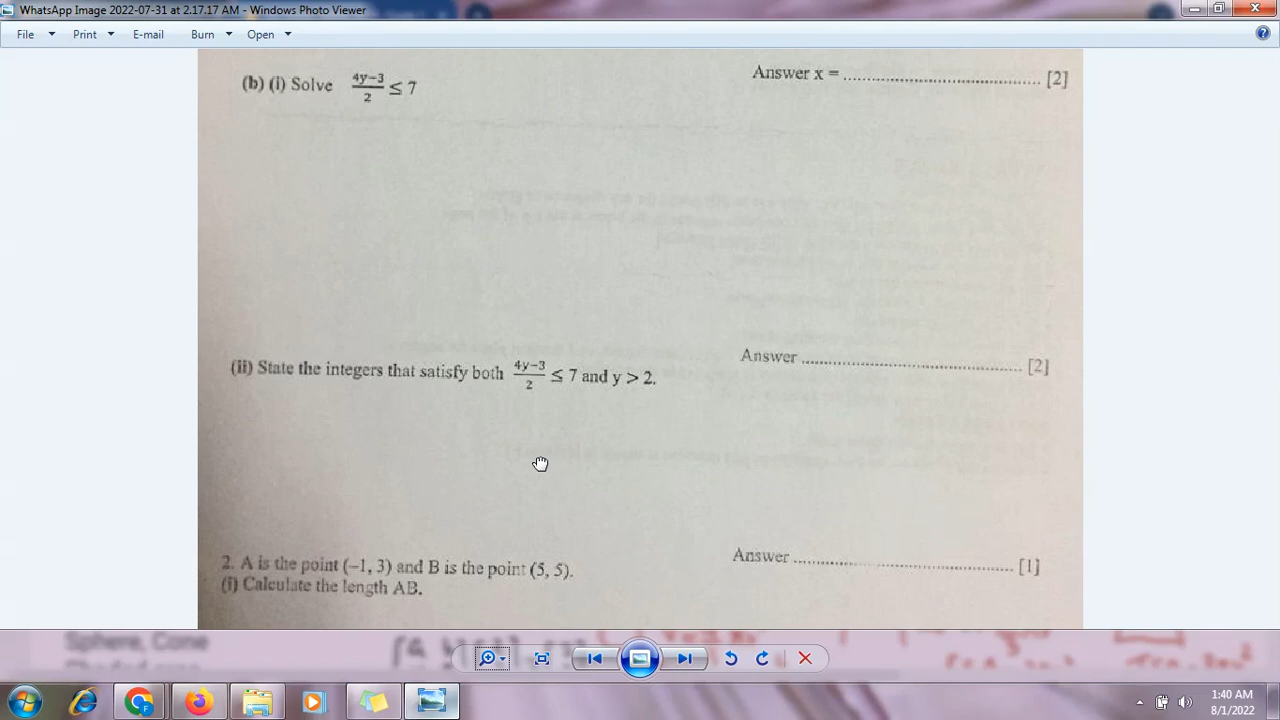 WhatsApp Image 2022-07-31 at 2.17.17 AM - Windows Photo Viewer
File Print E-mail Burn Open
Answer x = ........................................ [2]
(b) (i) Solve (4y−3)/2 ≤ 7
Answer ............................................. [2]
(ii) State the integers that satisfy both (4y−3)/2 ≤ 7 and y > 2.
Answer ............................................. [1]
2. A is the point (−1, 3) and B is the point (5, 5).
(i) Calculate the length AB.
Sphere, Cone
1:40 AM
8/1/2022